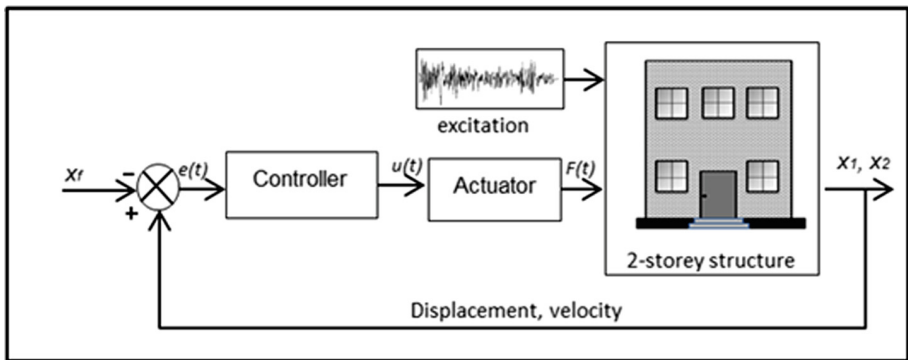 excitation
xf
−
+
e(t)
Controller
u(t)
Actuator
F(t)
2-storey structure
x1, x2
Displacement, velocity